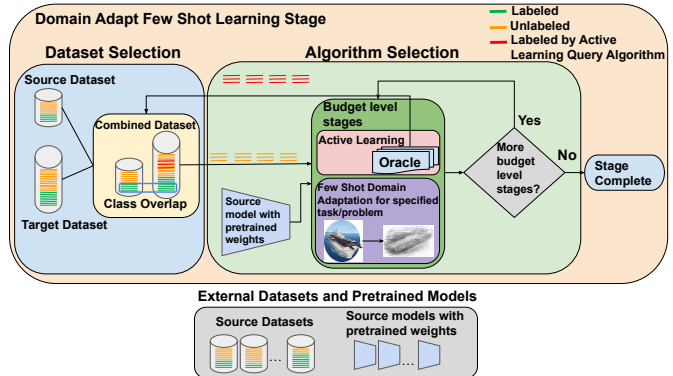 Domain Adapt Few Shot Learning Stage
Labeled
Unlabeled
Labeled by Active
Learning Query Algorithm
Dataset Selection
Algorithm Selection
Source Dataset
Combined Dataset
Class Overlap
Target Dataset
Source
model with
pretrained
weights
Budget level
stages
Active Learning
Oracle
Few Shot Domain
Adaptation for specified
task/problem
Yes
More
budget
level
stages?
No
Stage
Complete
External Datasets and Pretrained Models
Source Datasets
...
Source models with
pretrained weights
...